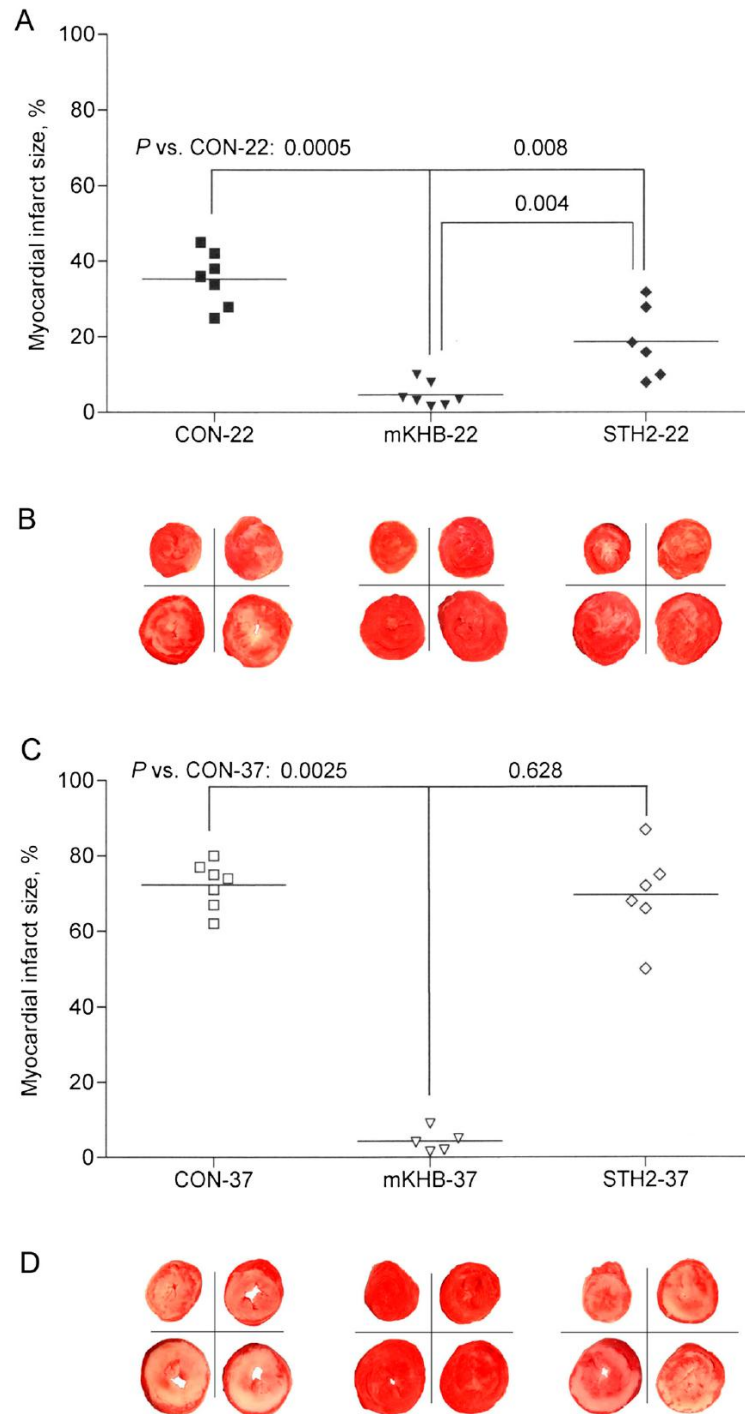 A
Myocardial infarct size, %
100
80
60
40
20
0
P vs. CON-22: 0.0005
0.008
0.004
CON-22
mKHB-22
STH2-22
B
C
Myocardial infarct size, %
100
80
60
40
20
0
P vs. CON-37: 0.0025
0.628
CON-37
mKHB-37
STH2-37
D